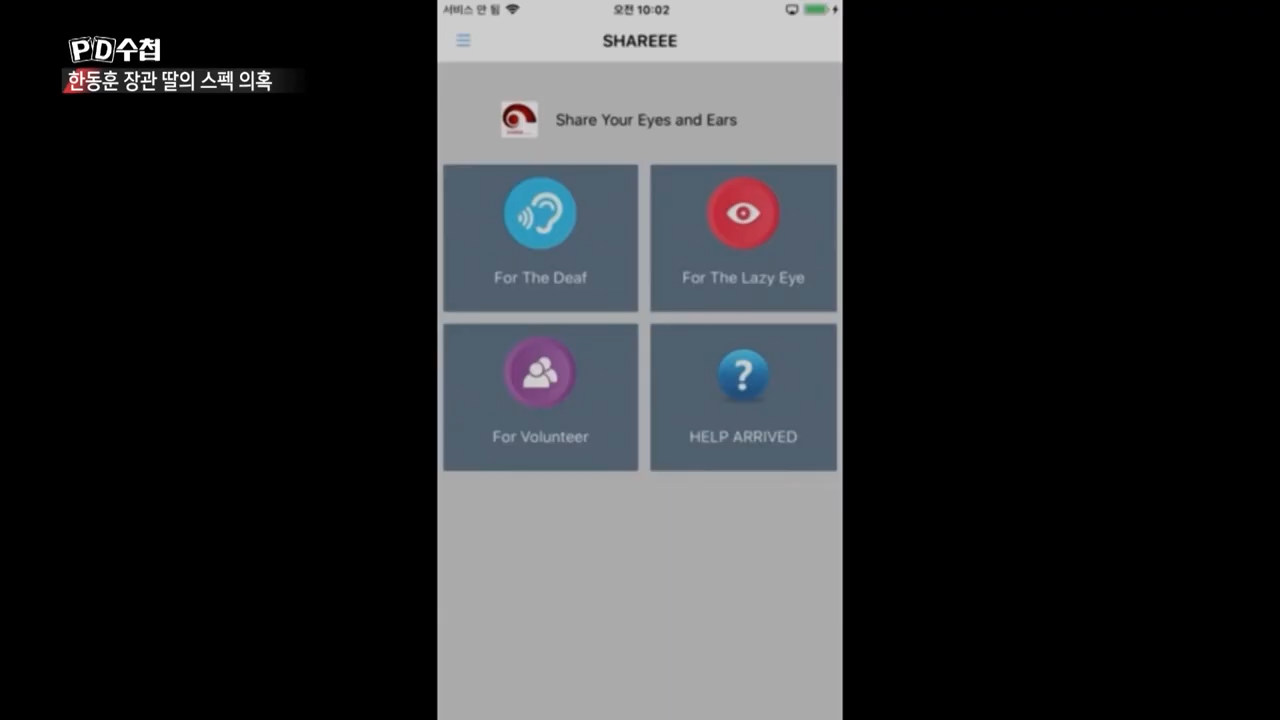 서비스 안 됨
오전 10:02
PD수첩
한동훈 장관 딸의 스펙 의혹
SHAREEE
Share Your Eyes and Ears
For The Deaf
For The Lazy Eye
For Volunteer
HELP ARRIVED
?